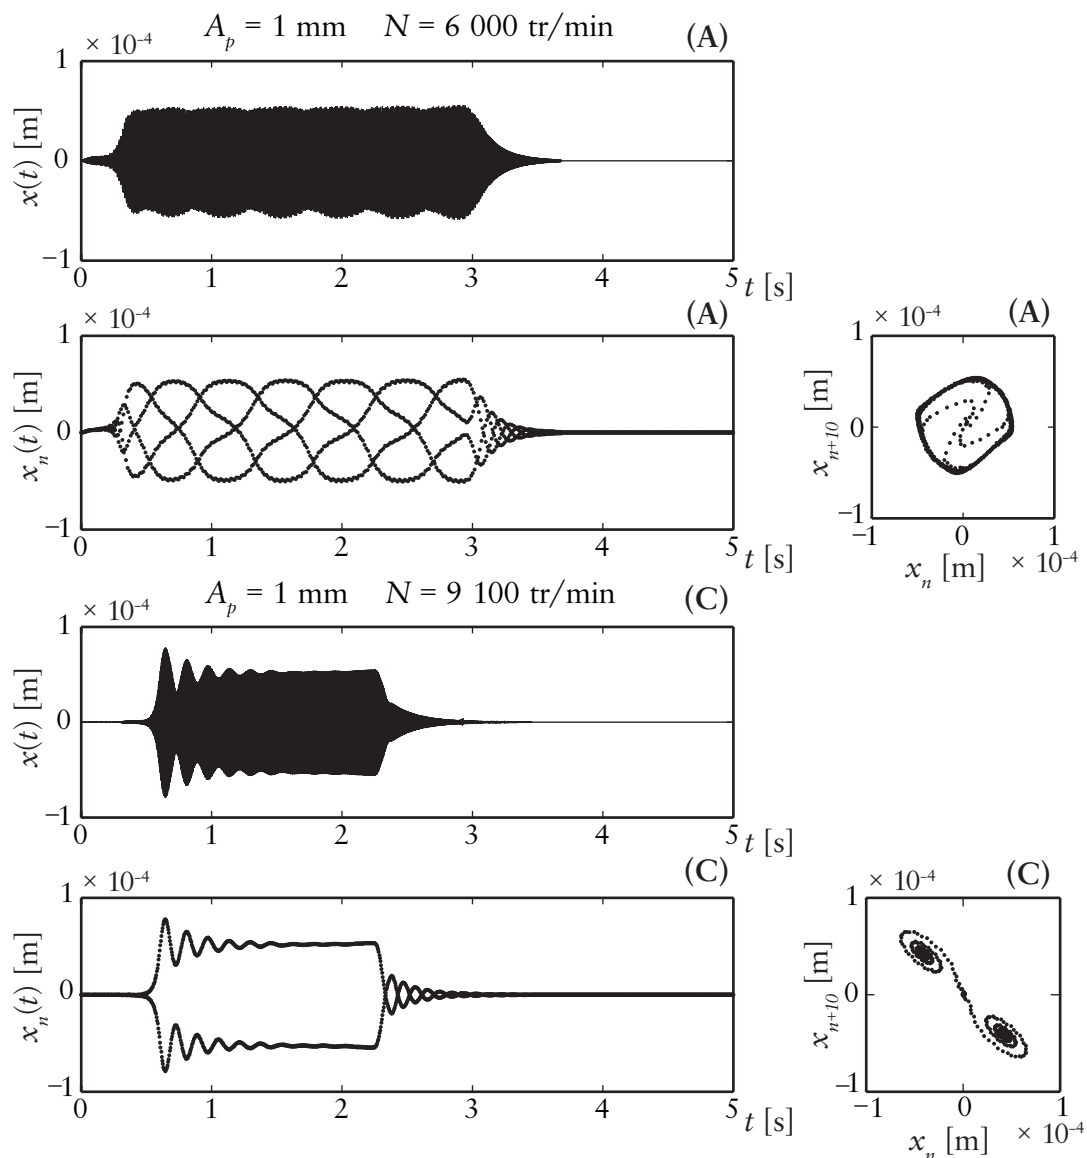 A_p = 1 mm N = 6 000 tr/min (A)
× 10^-4
1
0
−1
x(t) [m]
0 1 2 3 4 5 t [s]
(A)
× 10^-4
1
0
−1
x_n(t) [m]
0 1 2 3 4 5 t [s]
(A)
× 10^-4
1
0
−1
x_{n+10} [m]
−1 0 1
x_n [m] × 10^-4
A_p = 1 mm N = 9 100 tr/min (C)
× 10^-4
1
0
−1
x(t) [m]
0 1 2 3 4 5 t [s]
(C)
× 10^-4
1
0
−1
x_n(t) [m]
0 1 2 3 4 5 t [s]
(C)
× 10^-4
1
0
−1
x_{n+10} [m]
−1 0 1
x_n [m] × 10^-4